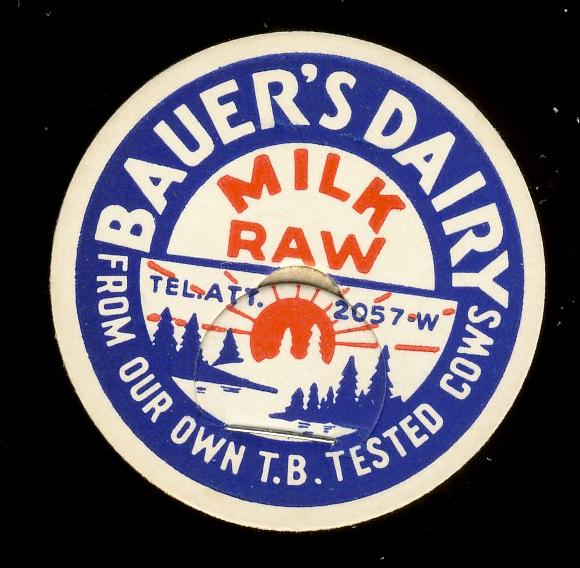 BAUER'S DAIRY
MILK
RAW
TEL.ATT. 2057-W
FROM OUR OWN T.B. TESTED COWS